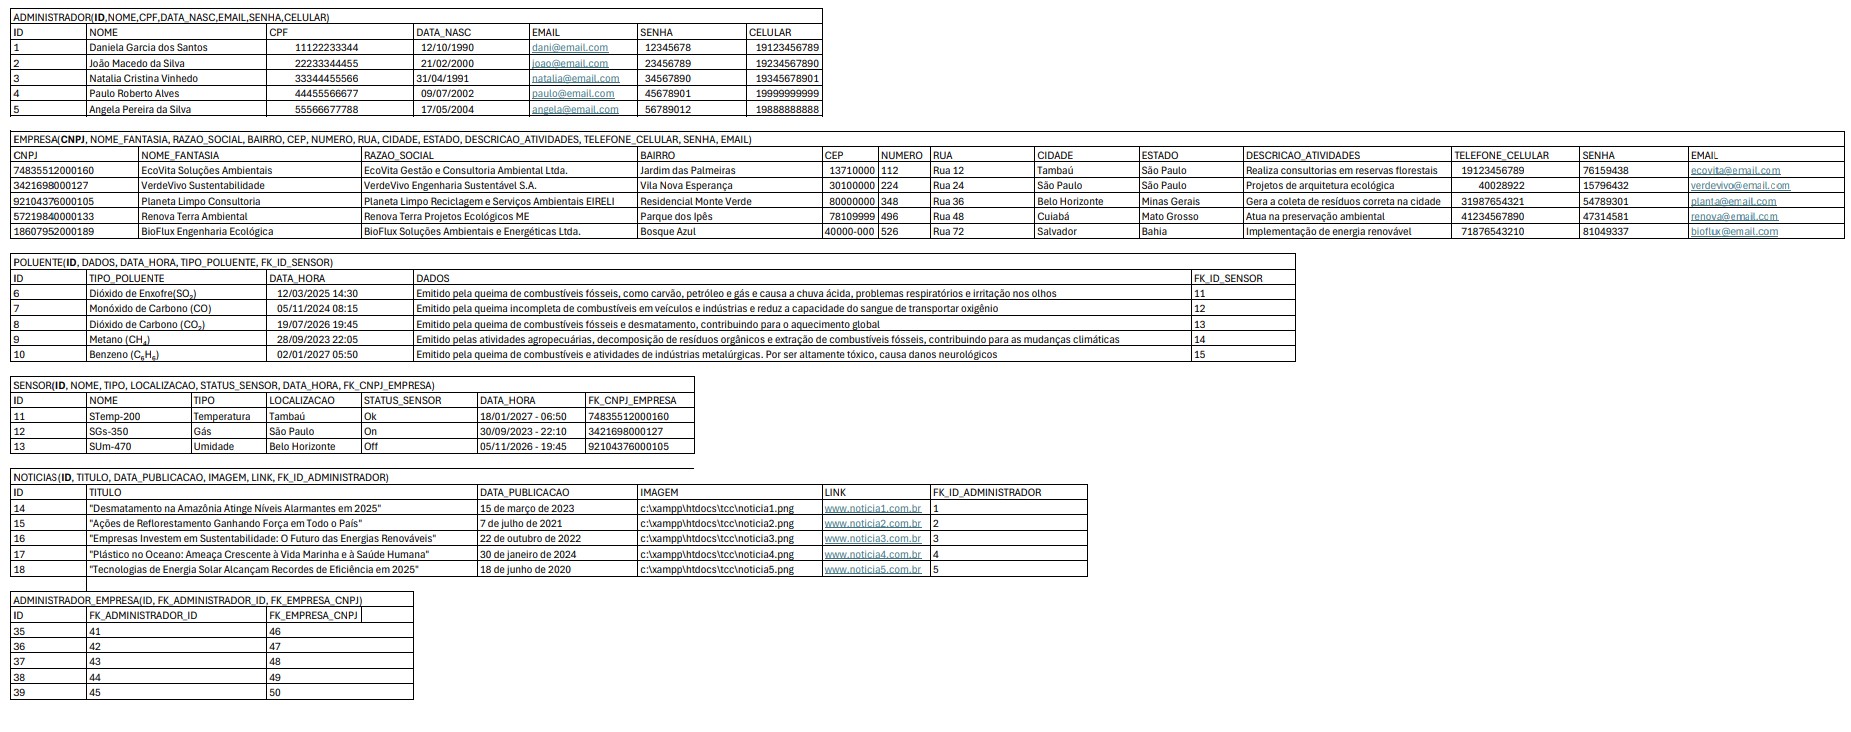 ADMINISTRADOR(ID,NOME,CPF,DATA_NASC,EMAIL,SENHA,CELULAR)
ID NOME CPF DATA_NASC EMAIL SENHA CELULAR
1 Daniela Garcia dos Santos 11122233344 12/10/1990 dani@email.com 12345678 19123456789
2 João Macedo da Silva 22233344455 21/02/2000 joao@email.com 23456789 19234567890
3 Natalia Cristina Vinhedo 33344455566 31/04/1991 natalia@email.com 34567890 19345678901
4 Paulo Roberto Alves 44455566677 09/07/2002 paulo@email.com 45678901 19999999999
5 Angela Pereira da Silva 55566677788 17/05/2004 angela@email.com 56789012 19888888888
EMPRESA(CNPJ, NOME_FANTASIA, RAZAO_SOCIAL, BAIRRO, CEP, NUMERO, RUA, CIDADE, ESTADO, DESCRICAO_ATIVIDADES, TELEFONE_CELULAR, SENHA, EMAIL)
CNPJ NOME_FANTASIA RAZAO_SOCIAL BAIRRO CEP NUMERO RUA CIDADE ESTADO DESCRICAO_ATIVIDADES TELEFONE_CELULAR SENHA EMAIL
74835512000160 EcoVita Soluções Ambientais EcoVita Gestão e Consultoria Ambiental Ltda. Jardim das Palmeiras 13710000 112 Rua 12 Tambaú São Paulo Realiza consultorias em reservas florestais 19123456789 76159438 ecovita@email.com
3421698000127 VerdeVivo Sustentabilidade VerdeVivo Engenharia Sustentável S.A. Vila Nova Esperança 30100000 224 Rua 24 São Paulo São Paulo Projetos de arquitetura ecológica 40028922 15796432 verdevivo@email.com
92104376000105 Planeta Limpo Consultoria Planeta Limpo Reciclagem e Serviços Ambientais EIRELI Residencial Monte Verde 80000000 348 Rua 36 Belo Horizonte Minas Gerais Gera a coleta de resíduos correta na cidade 31987654321 54789301 planta@email.com
57219840000133 Renova Terra Ambiental Renova Terra Projetos Ecológicos ME Parque dos Ipês 78109999 496 Rua 48 Cuiabá Mato Grosso Atua na preservação ambiental 41234567890 47314581 renova@email.com
18607952000189 BioFlux Engenharia Ecológica BioFlux Soluções Ambientais e Energéticas Ltda. Bosque Azul 40000-000 526 Rua 72 Salvador Bahia Implementação de energia renovável 71876543210 81049337 bioflux@email.com
POLUENTE(ID, DADOS, DATA_HORA, TIPO_POLUENTE, FK_ID_SENSOR)
ID TIPO_POLUENTE DATA_HORA DADOS FK_ID_SENSOR
6 Dióxido de Enxofre(SO₂) 12/03/2025 14:30 Emitido pela queima de combustíveis fósseis, como carvão, petróleo e gás e causa a chuva ácida, problemas respiratórios e irritação nos olhos 11
7 Monóxido de Carbono (CO) 05/11/2024 08:15 Emitido pela queima incompleta de combustíveis em veículos e indústrias e reduz a capacidade do sangue de transportar oxigênio 12
8 Dióxido de Carbono (CO₂) 19/07/2026 19:45 Emitido pela queima de combustíveis fósseis e desmatamento, contribuindo para o aquecimento global 13
9 Metano (CH₄) 28/09/2023 22:05 Emitido pelas atividades agropecuárias, decomposição de resíduos orgânicos e extração de combustíveis fósseis, contribuindo para as mudanças climáticas 14
10 Benzeno (C₆H₆) 02/01/2027 05:50 Emitido pela queima de combustíveis e atividades de indústrias metalúrgicas. Por ser altamente tóxico, causa danos neurológicos 15
SENSOR(ID, NOME, TIPO, LOCALIZACAO, STATUS_SENSOR, DATA_HORA, FK_CNPJ_EMPRESA)
ID NOME TIPO LOCALIZACAO STATUS_SENSOR DATA_HORA FK_CNPJ_EMPRESA
11 STemp-200 Temperatura Tambaú Ok 18/01/2027 - 06:50 74835512000160
12 SGs-350 Gás São Paulo On 30/09/2023 - 22:10 3421698000127
13 SUm-470 Umidade Belo Horizonte Off 05/11/2026 - 19:45 92104376000105
NOTICIAS(ID, TITULO, DATA_PUBLICACAO, IMAGEM, LINK, FK_ID_ADMINISTRADOR)
ID TITULO DATA_PUBLICACAO IMAGEM LINK FK_ID_ADMINISTRADOR
14 "Desmatamento na Amazônia Atinge Níveis Alarmantes em 2025" 15 de março de 2023 c:\xampp\htdocs\tcc\noticia1.png www.noticia1.com.br 1
15 "Ações de Reflorestamento Ganhando Força em Todo o País" 7 de julho de 2021 c:\xampp\htdocs\tcc\noticia2.png www.noticia2.com.br 2
16 "Empresas Investem em Sustentabilidade: O Futuro das Energias Renováveis" 22 de outubro de 2022 c:\xampp\htdocs\tcc\noticia3.png www.noticia3.com.br 3
17 "Plástico no Oceano: Ameaça Crescente à Vida Marinha e à Saúde Humana" 30 de janeiro de 2024 c:\xampp\htdocs\tcc\noticia4.png www.noticia4.com.br 4
18 "Tecnologias de Energia Solar Alcançam Recordes de Eficiência em 2025" 18 de junho de 2020 c:\xampp\htdocs\tcc\noticia5.png www.noticia5.com.br 5
ADMINISTRADOR_EMPRESA(ID, FK_ADMINISTRADOR_ID, FK_EMPRESA_CNPJ)
ID FK_ADMINISTRADOR_ID FK_EMPRESA_CNPJ
35 41 46
36 42 47
37 43 48
38 44 49
39 45 50